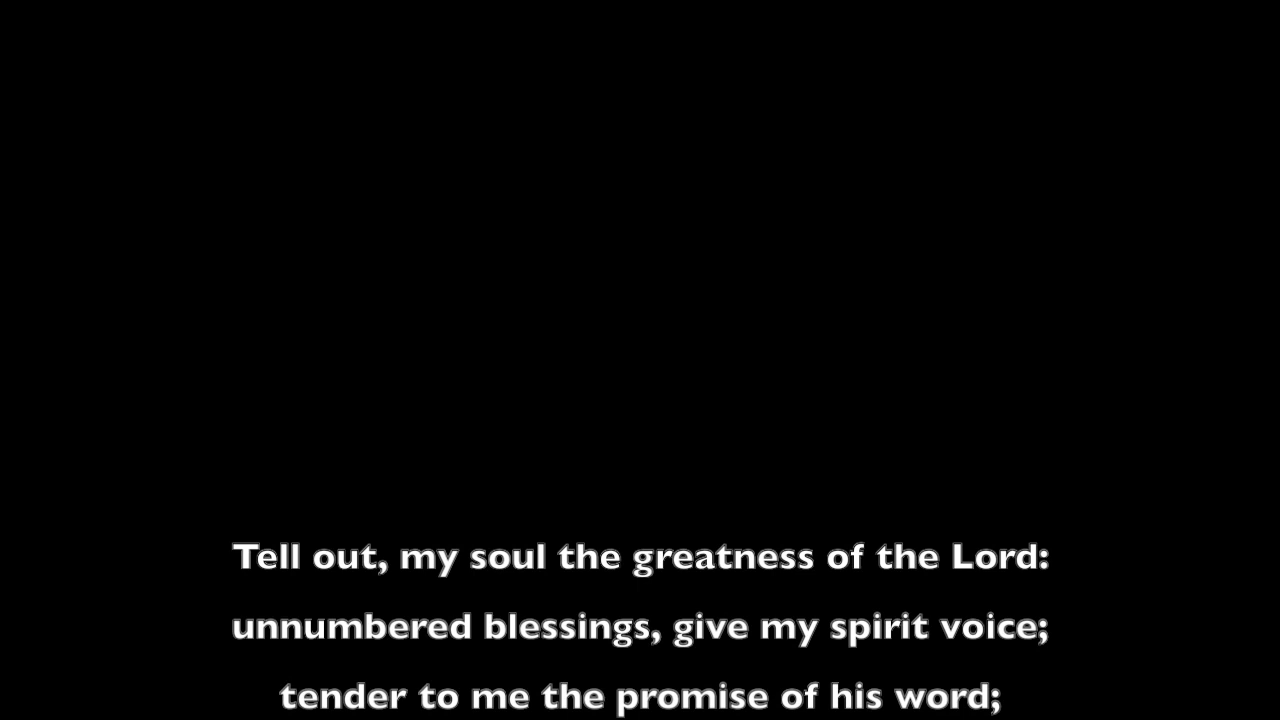 Tell out, my soul the greatness of the Lord:
unnumbered blessings, give my spirit voice;
tender to me the promise of his word;